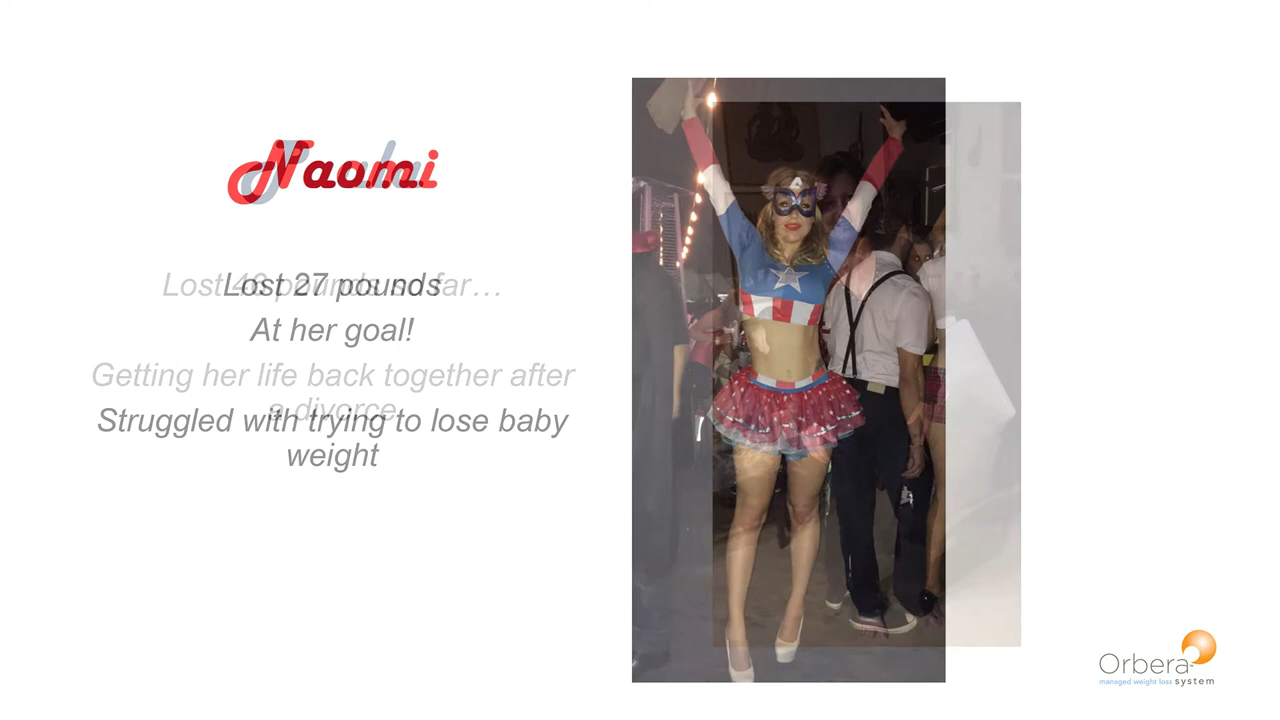 Naomi
Lost 27 pounds
At her goal!
Getting her life back together after
a divorce
Struggled with trying to lose baby
weight
Orbera
managed weight loss system